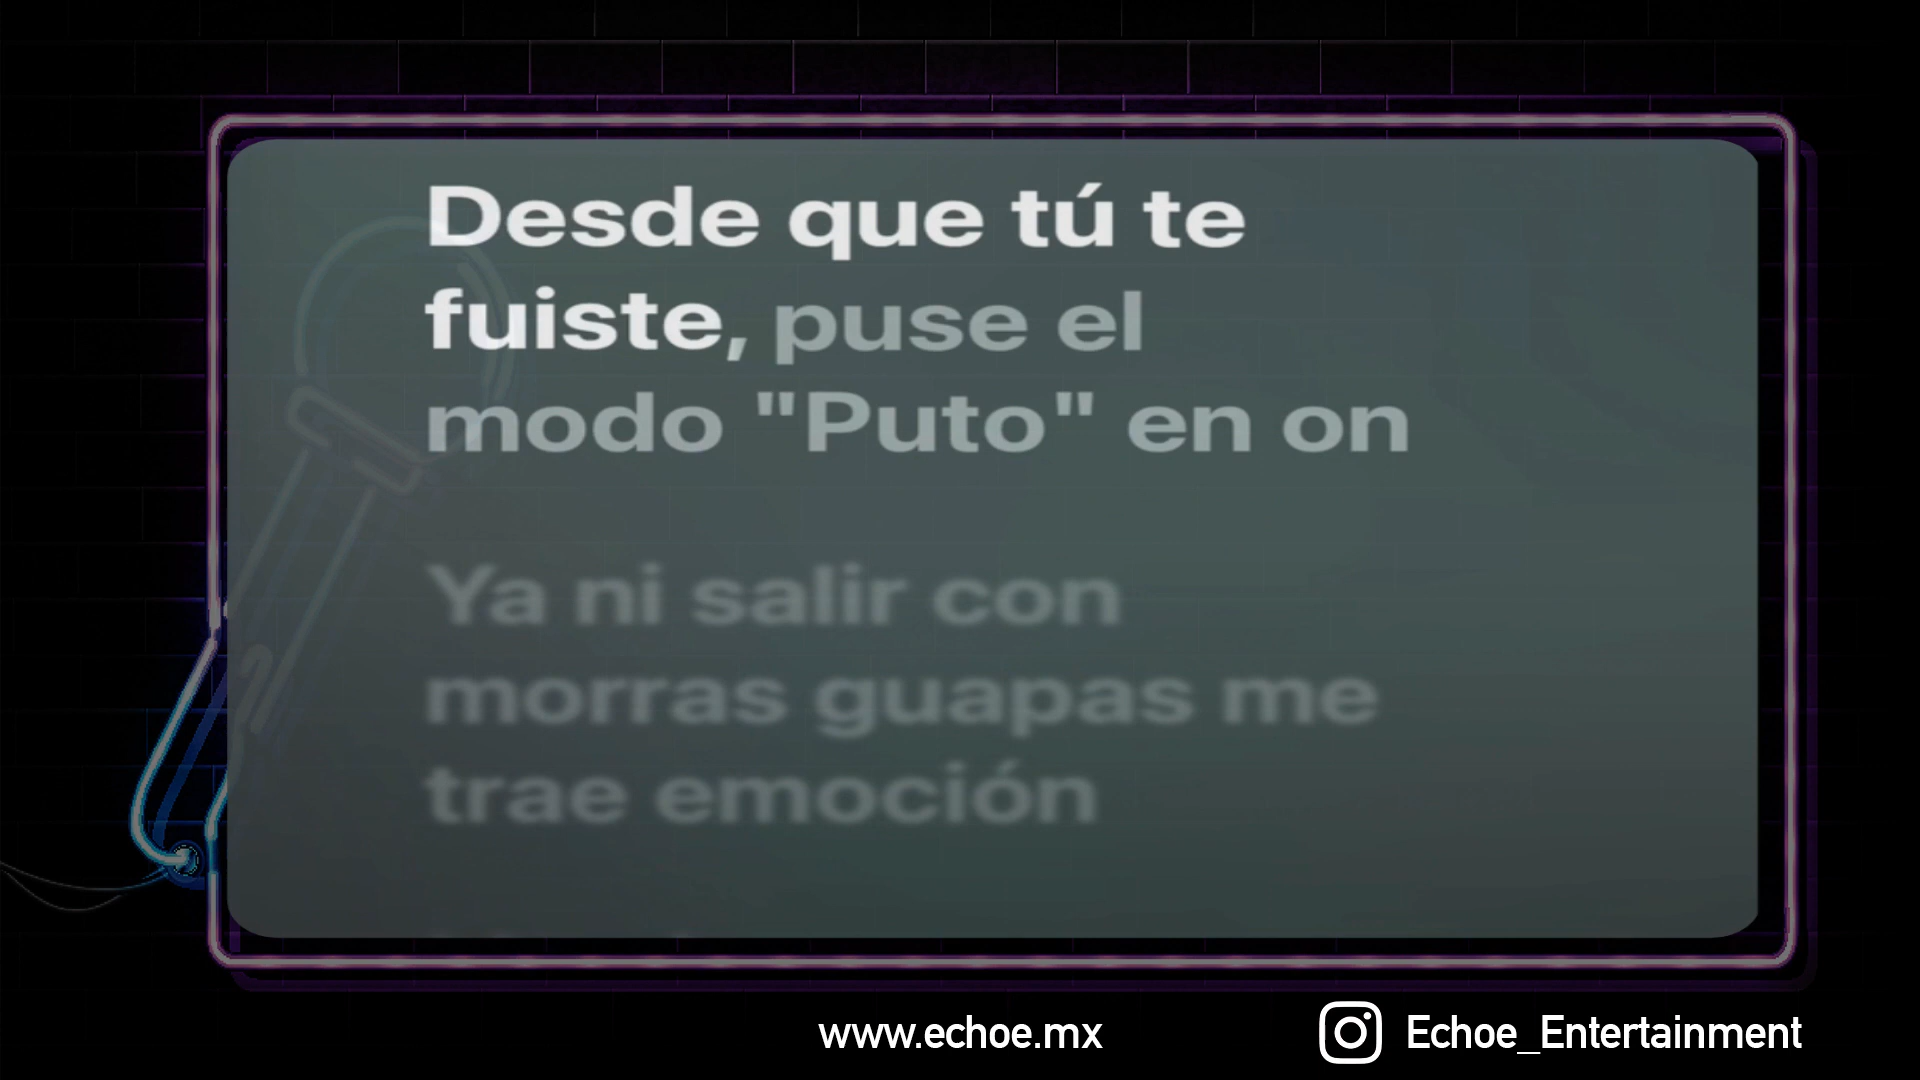 Desde que tú te
fuiste, puse el
modo "Puto" en on
Ya ni salir con
morras guapas me
trae emoción
www.echoe.mx
Echoe_Entertainment